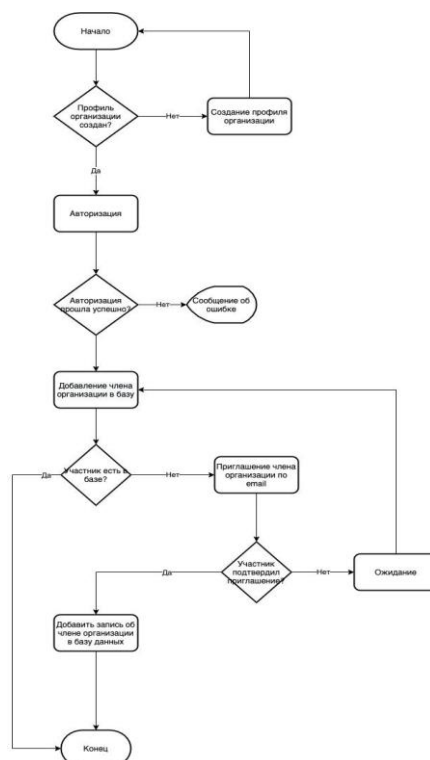 Начало
Профиль
организации
создан?
Нет
Создание профиля
организации
Да
Авторизация
Авторизация
прошла успешно?
Нет
Сообщение об
ошибке
Добавление члена
организации в базу
Да
Участник есть в
базе?
Нет
Приглашение члена
организации по
email
Да
Участник
подтвердил
приглашение?
Нет
Ожидание
Добавить запись об
члене организации
в базу данных
Конец